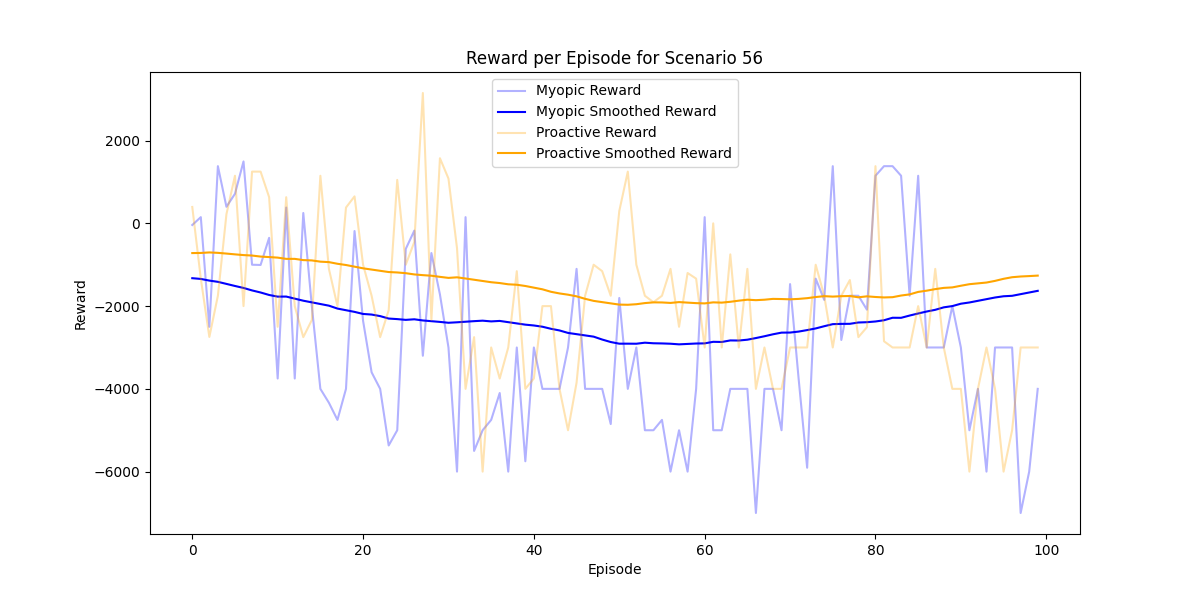 Reward per Episode for Scenario 56
Myopic Reward
Myopic Smoothed Reward
Proactive Reward
Proactive Smoothed Reward
2000
0
−2000
−4000
−6000
Reward
0 20 40 60 80 100
Episode